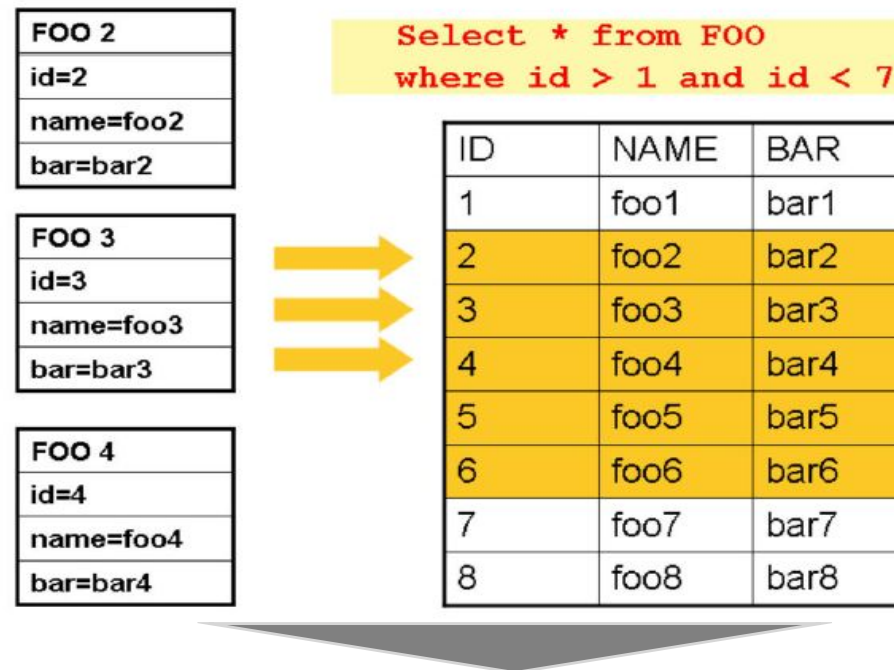 FOO 2
id=2
name=foo2
bar=bar2
FOO 3
id=3
name=foo3
bar=bar3
FOO 4
id=4
name=foo4
bar=bar4
Select * from FOO
where id > 1 and id < 7
ID NAME BAR
1 foo1 bar1
2 foo2 bar2
3 foo3 bar3
4 foo4 bar4
5 foo5 bar5
6 foo6 bar6
7 foo7 bar7
8 foo8 bar8